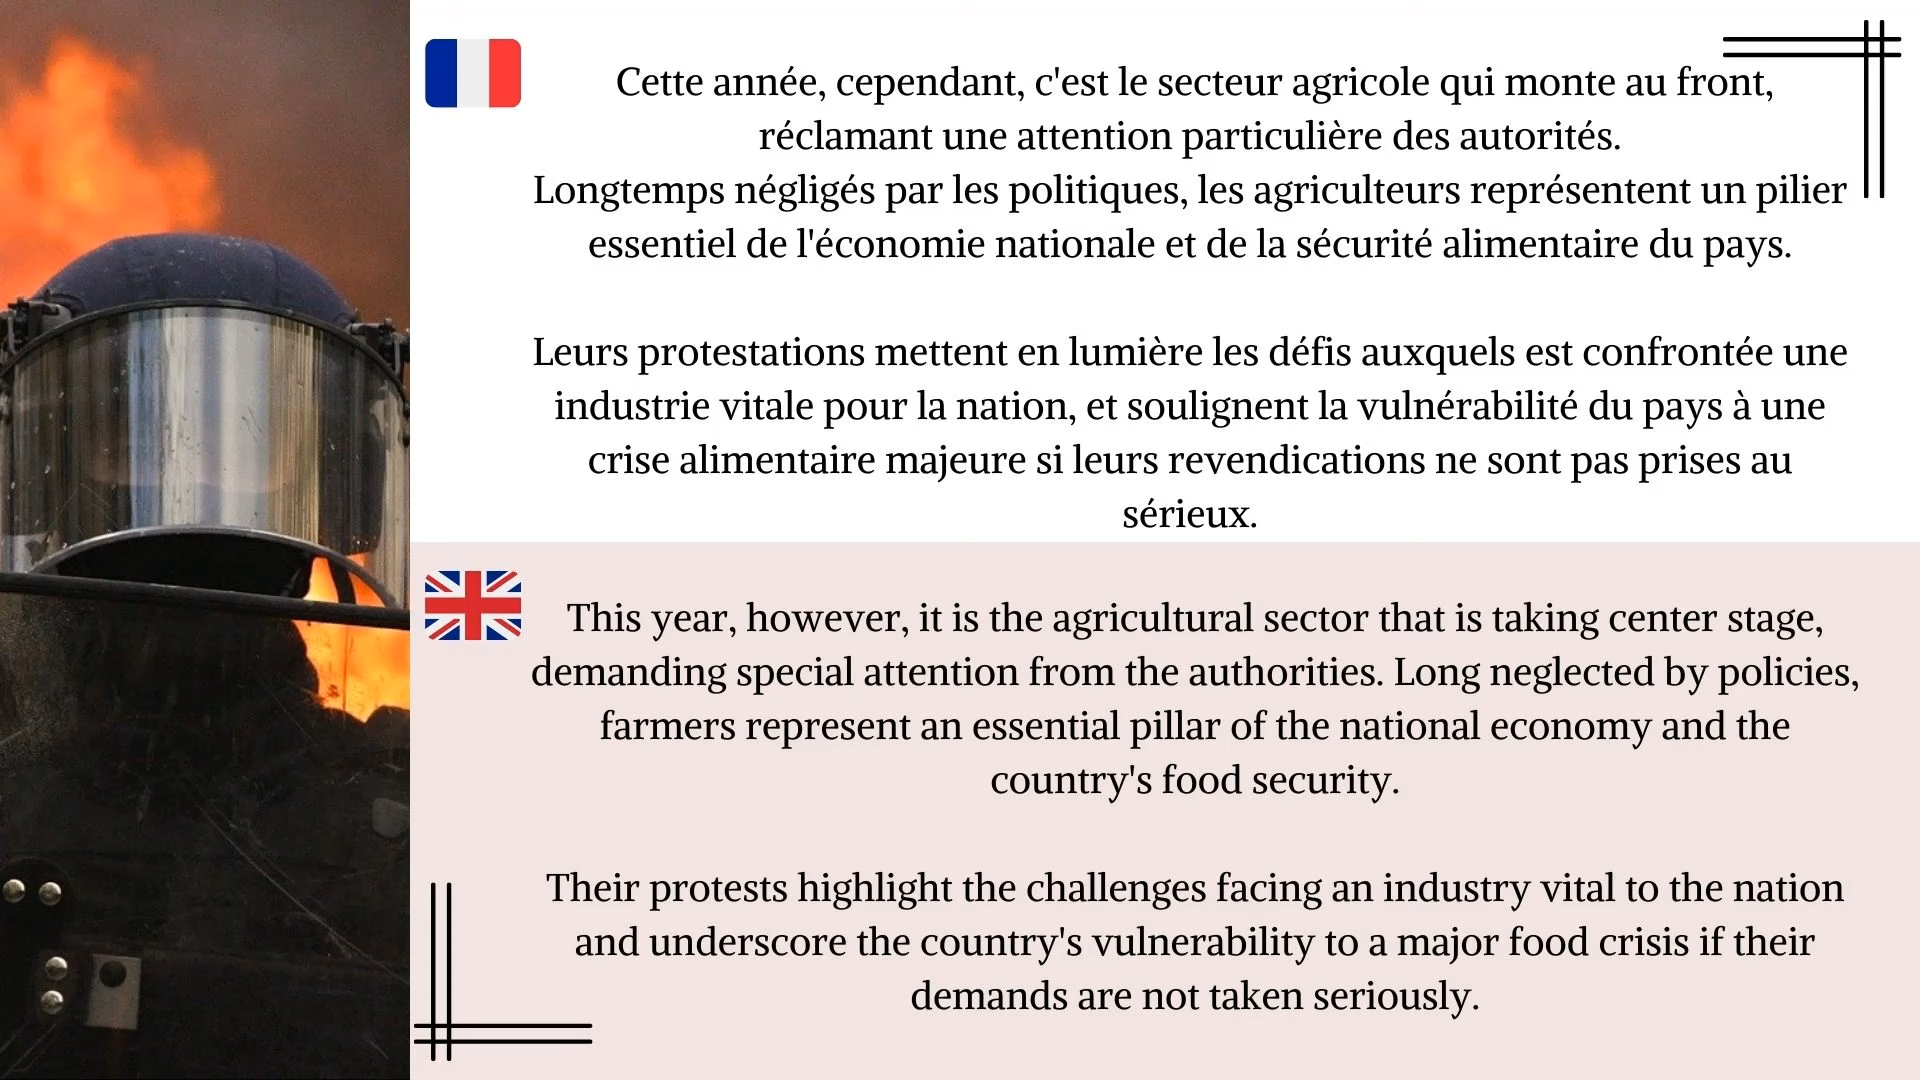 Cette année, cependant, c'est le secteur agricole qui monte au front,
réclamant une attention particulière des autorités.
Longtemps négligés par les politiques, les agriculteurs représentent un pilier
essentiel de l'économie nationale et de la sécurité alimentaire du pays.
Leurs protestations mettent en lumière les défis auxquels est confrontée une
industrie vitale pour la nation, et soulignent la vulnérabilité du pays à une
crise alimentaire majeure si leurs revendications ne sont pas prises au
sérieux.
This year, however, it is the agricultural sector that is taking center stage,
demanding special attention from the authorities. Long neglected by policies,
farmers represent an essential pillar of the national economy and the
country's food security.
Their protests highlight the challenges facing an industry vital to the nation
and underscore the country's vulnerability to a major food crisis if their
demands are not taken seriously.